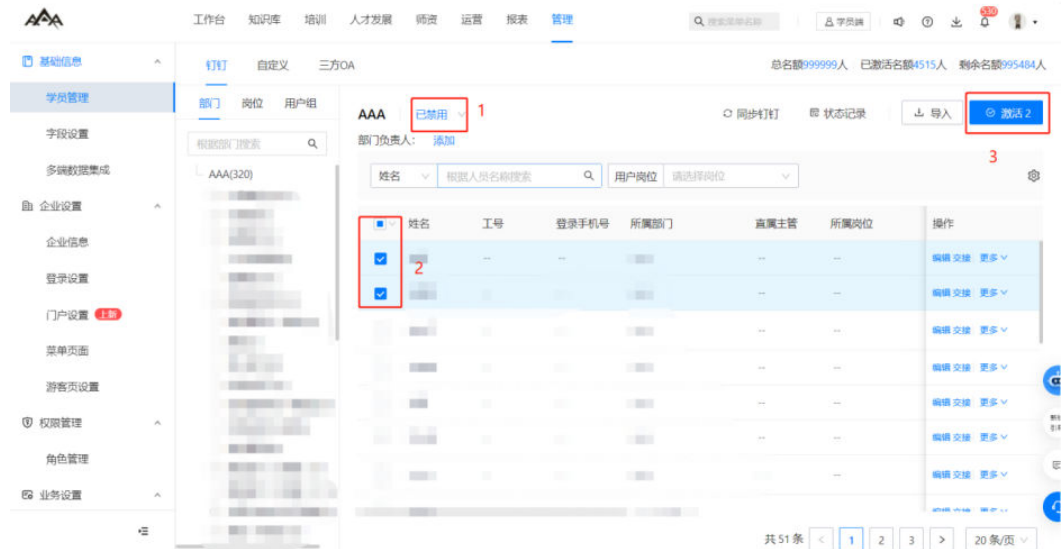 AAA 工作台 知识库 培训 人才发展 师资 运营 报表 管理 搜索菜单名称 学员端 530
基础信息
学员管理
字段设置
多端数据集成
企业设置
企业信息
登录设置
门户设置 上新
菜单页面
游客页设置
权限管理
角色管理
业务设置
钉钉 自定义 三方OA 总名额999999人 已激活名额4515人 剩余名额995484人
部门 岗位 用户组
根据部门搜索
AAA(320)
AAA 已禁用 1 同步钉钉 状态记录 导入 激活 2
部门负责人: 添加 3
姓名 根据人员名称搜索 用户岗位 请选择岗位
姓名 工号 登录手机号 所属部门 直属主管 所属岗位 操作
-- -- -- -- 编辑 交接 更多
2
-- -- 编辑 交接 更多
-- -- 编辑 交接 更多
-- -- 编辑 交接 更多
-- -- 编辑 交接 更多
-- -- 编辑 交接 更多
-- 编辑 交接 更多
编辑 交接 更多
共 51 条 < 1 2 3 > 20 条/页